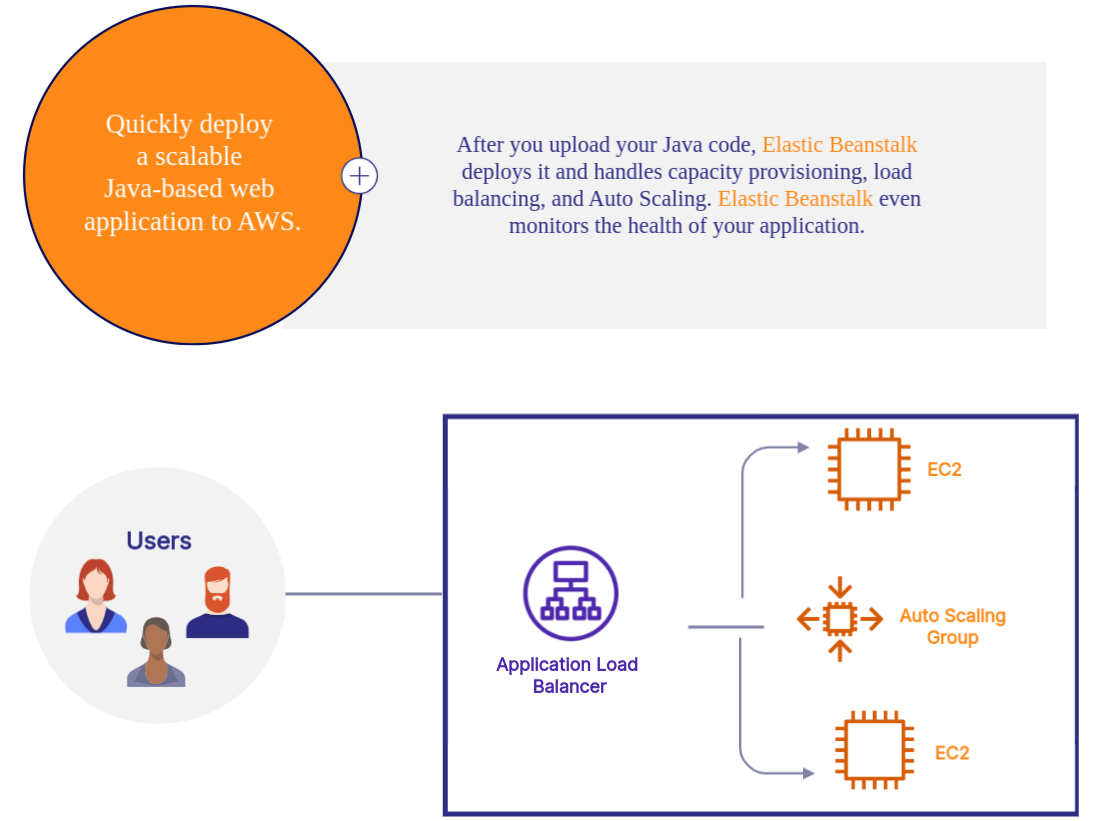 Quickly deploy
a scalable
Java-based web
application to AWS.
After you upload your Java code, Elastic Beanstalk
deploys it and handles capacity provisioning, load
balancing, and Auto Scaling. Elastic Beanstalk even
monitors the health of your application.
Users
Application Load
Balancer
EC2
Auto Scaling
Group
EC2